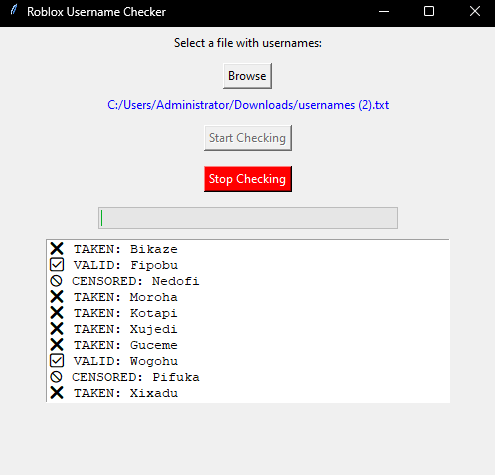 Roblox Username Checker
Select a file with usernames:
Browse
C:/Users/Administrator/Downloads/usernames (2).txt
Start Checking
Stop Checking
TAKEN: Bikaze
VALID: Fipobu
CENSORED: Nedofi
TAKEN: Moroha
TAKEN: Kotapi
TAKEN: Xujedi
TAKEN: Guceme
VALID: Wogohu
CENSORED: Pifuka
TAKEN: Xixadu